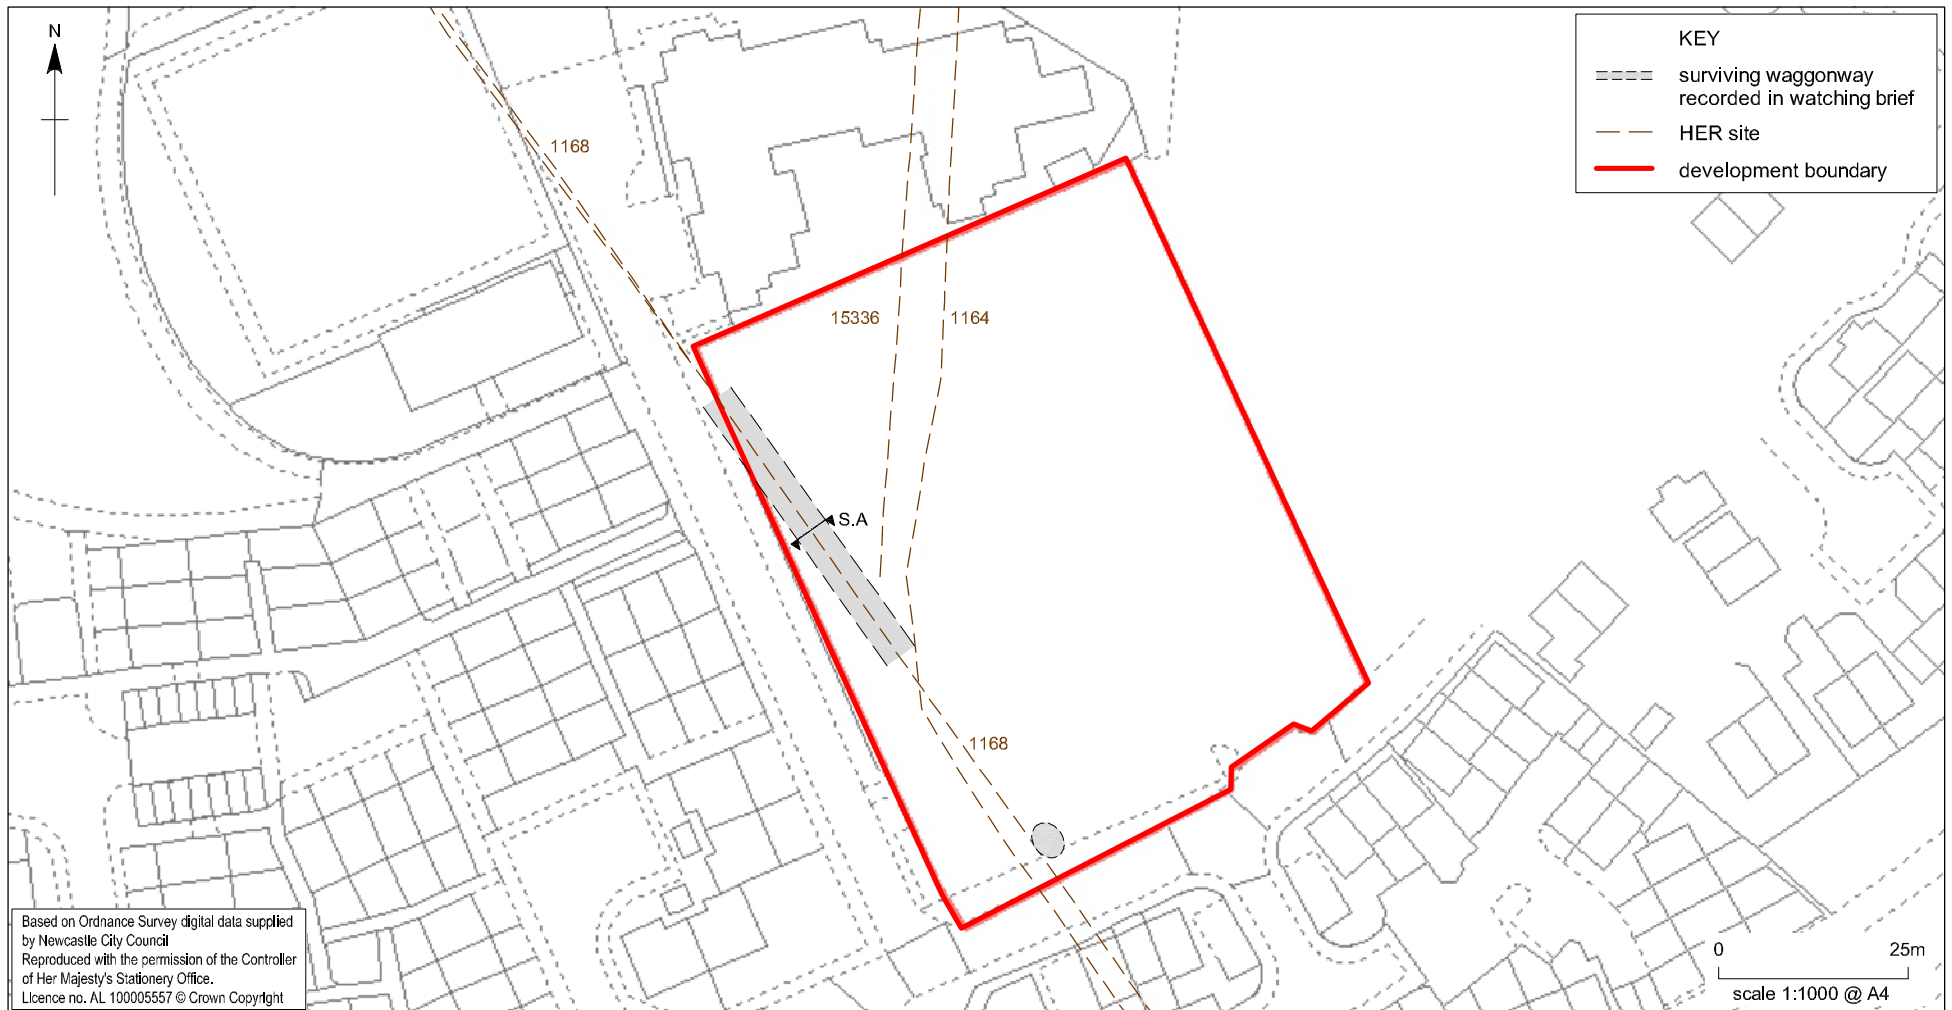 N
KEY
surviving waggonway
recorded in watching brief
HER site
development boundary
1168
15336
1164
S.A
1168
Based on Ordnance Survey digital data supplied
by Newcastle City Council
Reproduced with the permission of the Controller
of Her Majesty's Stationery Office.
Licence no. AL 100005557 © Crown Copyright
0 25m
scale 1:1000 @ A4